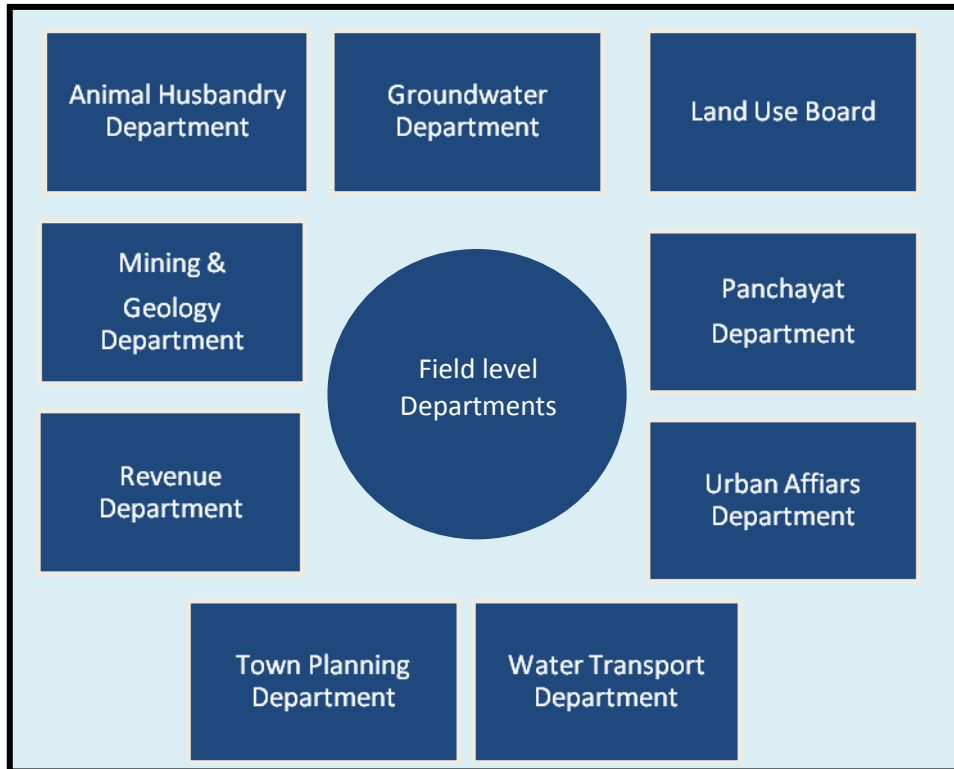 Animal Husbandry
Department
Groundwater
Department
Land Use Board
Mining &
Geology
Department
Field level
Departments
Panchayat
Department
Revenue
Department
Urban Affiars
Department
Town Planning
Department
Water Transport
Department